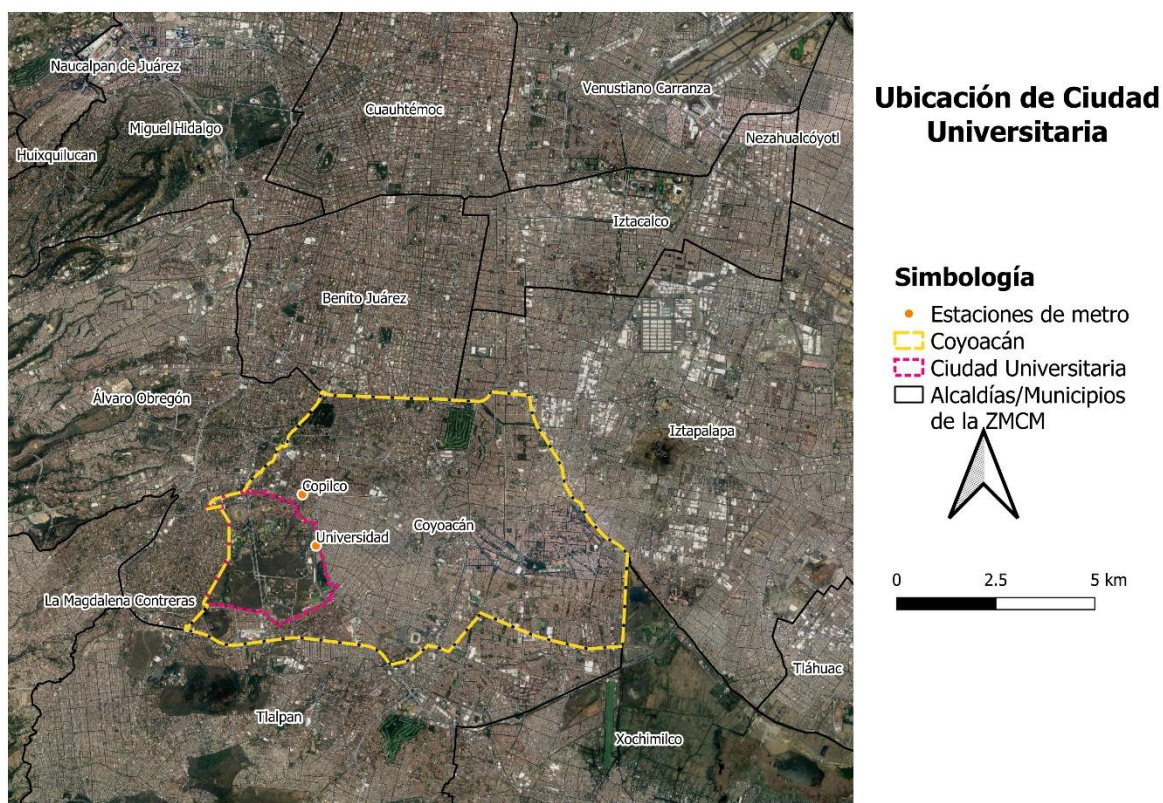 Ubicación de Ciudad
Universitaria
Naucalpan de Juárez
Cuauhtémoc
Venustiano Carranza
Miguel Hidalgo
Nezahualcóyotl
Huixquilucan
Iztacalco
Benito Juárez
Álvaro Obregón
Iztapalapa
Copilco
Coyoacán
Universidad
La Magdalena Contreras
Tláhuac
Tlalpan
Xochimilco
Simbología
Estaciones de metro
Coyoacán
Ciudad Universitaria
Alcaldías/Municipios
de la ZMCM
0 2.5 5 km